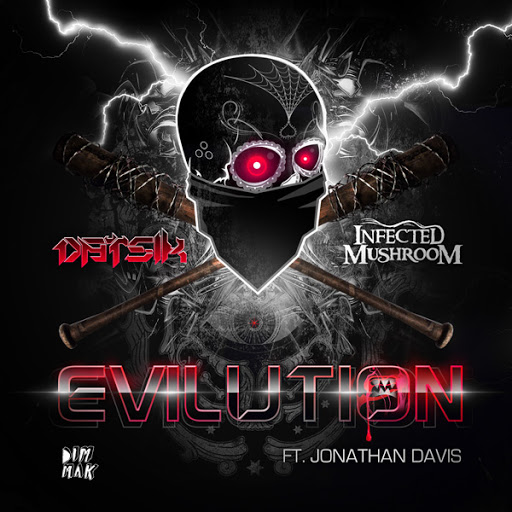 DATSIK
INFECTED
MUSHROOM
EVILUTION
DIM
MAK
FT. JONATHAN DAVIS